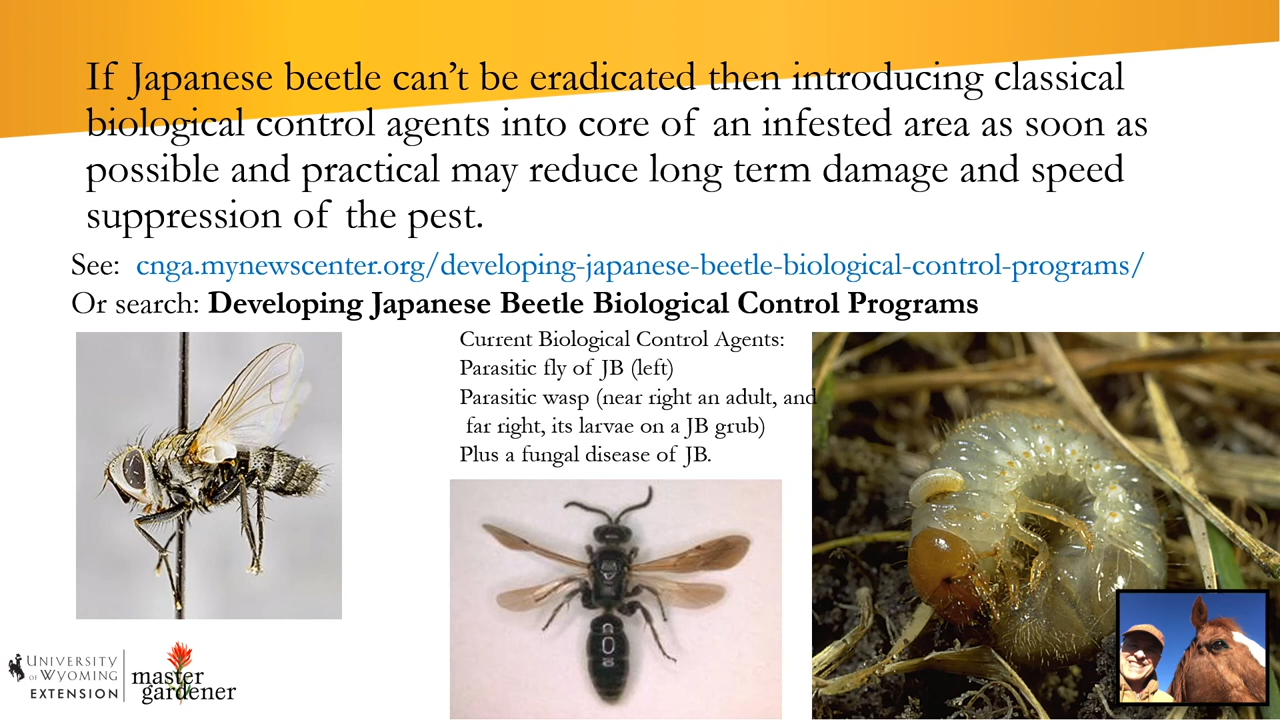 If Japanese beetle can't be eradicated then introducing classical
biological control agents into core of an infested area as soon as
possible and practical may reduce long term damage and speed
suppression of the pest.
See: cnga.mynewscenter.org/developing-japanese-beetle-biological-control-programs/
Or search: Developing Japanese Beetle Biological Control Programs
Current Biological Control Agents:
Parasitic fly of JB (left)
Parasitic wasp (near right an adult, and
far right, its larvae on a JB grub)
Plus a fungal disease of JB.
UNIVERSITY
OF WYOMING
EXTENSION
master
gardener